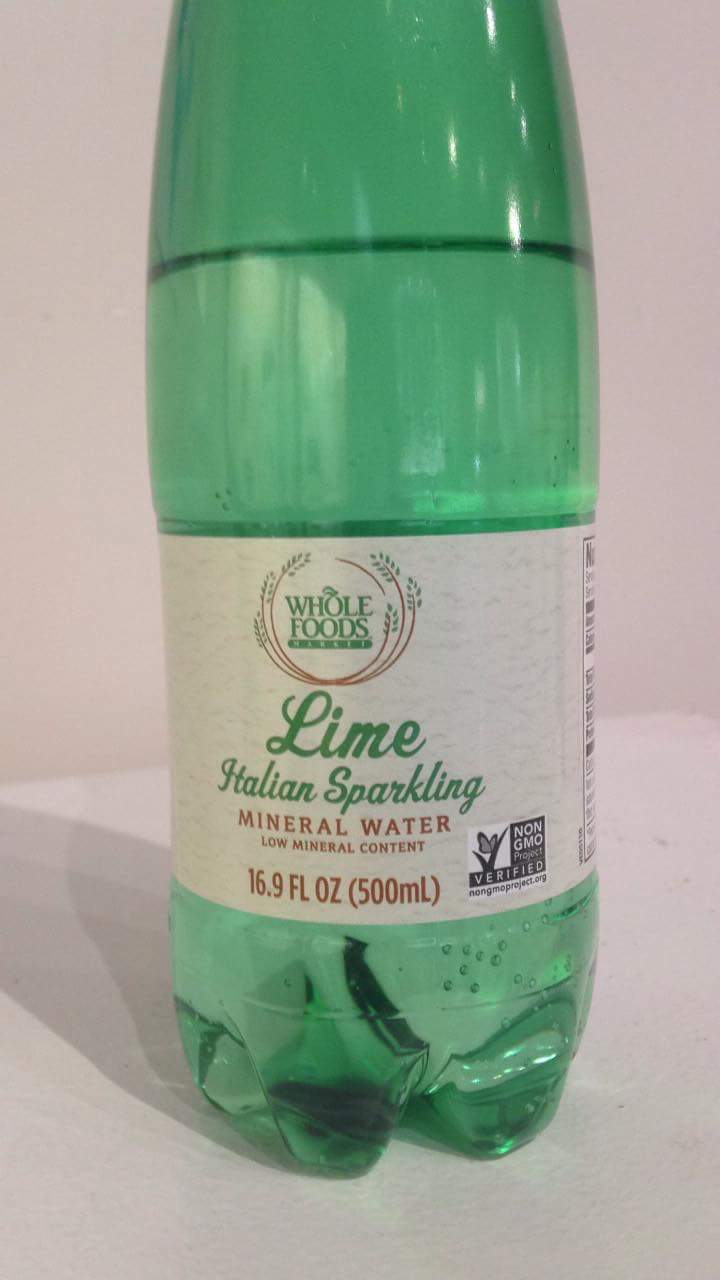 WHOLE
FOODS
MARKET
Lime
Italian Sparkling
MINERAL WATER
LOW MINERAL CONTENT
16.9 FL OZ (500mL)
NON
GMO
Project
VERIFIED
nongmoproject.org